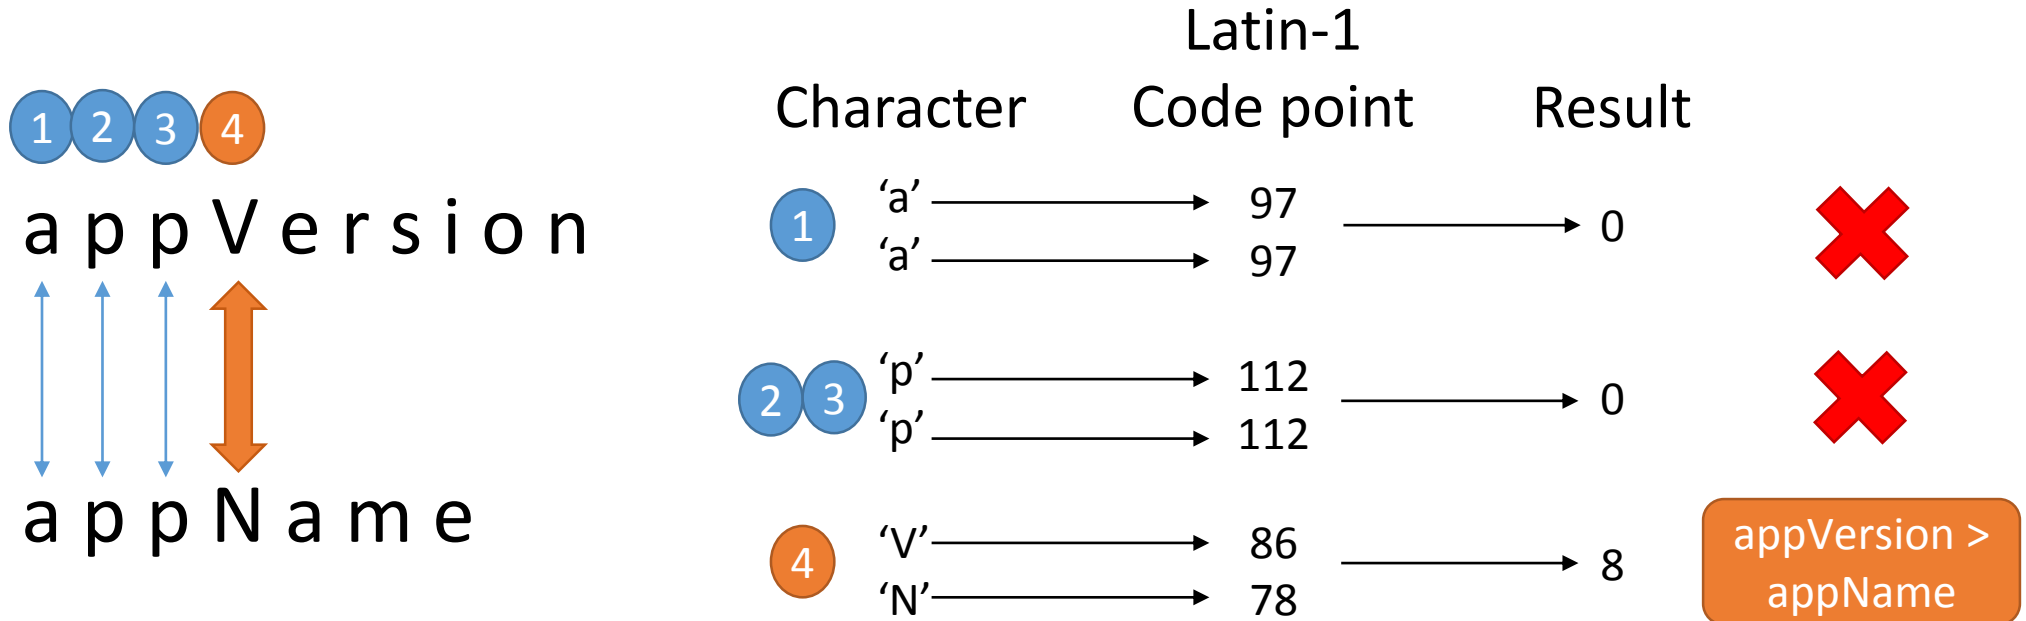 1 2 3 4
a p p V e r s i o n
a p p N a m e
Latin-1
Character Code point Result
1 ‘a’ 97 0
‘a’ 97
2 3 ‘p’ 112 0
‘p’ 112
4 ‘V’ 86 8
‘N’ 78
appVersion >
appName